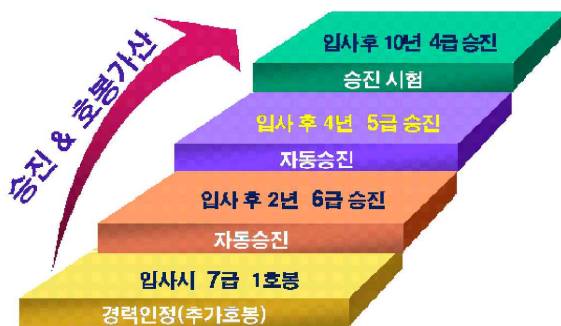 승진 & 호봉가산
입사 후 10년 4급 승진
승진 시험
입사 후 4년 5급 승진
자동승진
입사 후 2년 6급 승진
자동승진
입사시 7급 1호봉
경력인정(추가호봉)